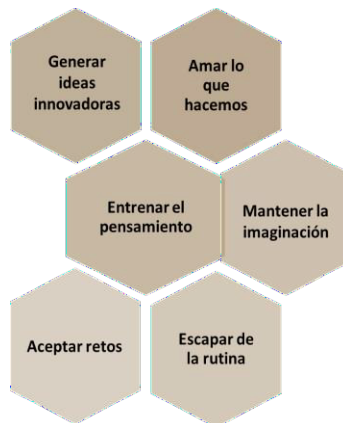 Generar
ideas
innovadoras
Amar lo
que
hacemos
Entrenar el
pensamiento
Mantener la
imaginación
Aceptar retos
Escapar de
la rutina